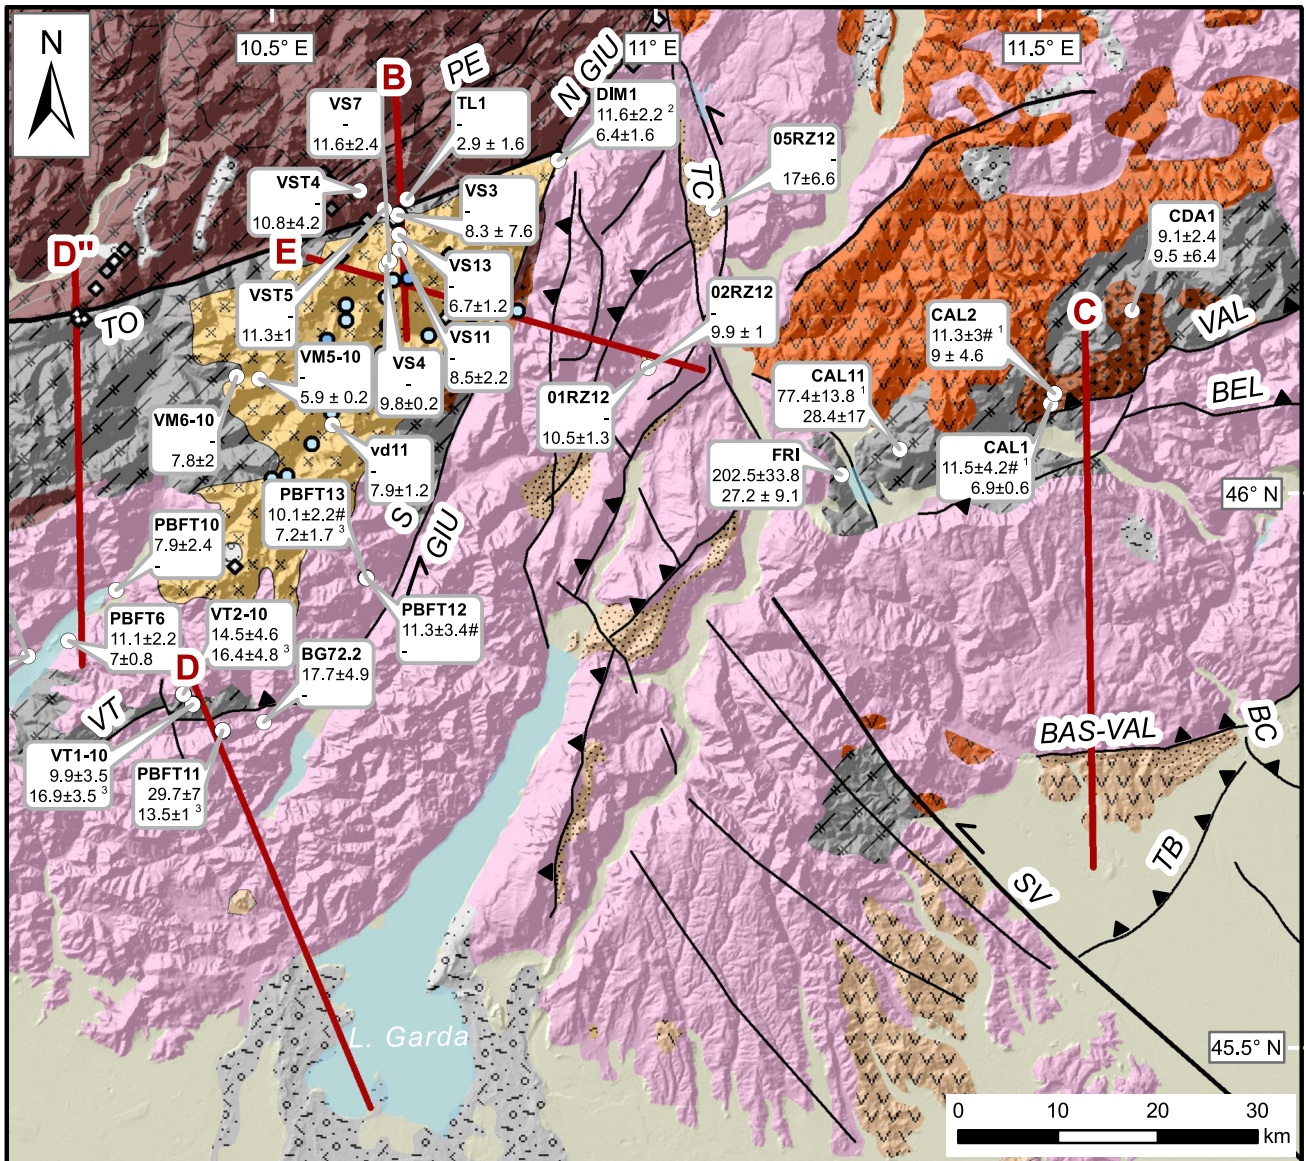 N
10.5° E
11° E
11.5° E
B
PE
N GIU
VS7
-
11.6±2.4
TL1
-
2.9 ± 1.6
DIM1
11.6±2.2 ²
6.4±1.6
05RZ12
-
17±6.6
TC
VST4
-
10.8±4.2
VS3
-
8.3 ± 7.6
CDA1
9.1±2.4
9.5 ±6.4
D"
E
VS13
-
6.7±1.2
VST5
-
11.3±1
02RZ12
-
9.9 ± 1
CAL2
11.3±3# ¹
9 ± 4.6
C
VAL
TO
VM5-10
-
5.9 ± 0.2
VS4
-
9.8±0.2
VS11
-
8.5±2.2
CAL11
77.4±13.8 ¹
28.4±17
BEL
01RZ12
-
10.5±1.3
VM6-10
-
7.8±2
vd11
-
7.9±1.2
FRI
202.5±33.8
27.2 ± 9.1
CAL1
11.5±4.2# ¹
6.9±0.6
46° N
PBFT13
10.1±2.2#
7.2±1.7 ³
S GIU
PBFT10
7.9±2.4
-
PBFT6
11.1±2.2
7±0.8
VT2-10
14.5±4.6
16.4±4.8 ³
PBFT12
11.3±3.4#
-
BG72.2
17.7±4.9
-
D
VT
BAS-VAL
BC
VT1-10
9.9±3.5
16.9±3.5 ³
PBFT11
29.7±7
13.5±1 ³
TB
SV
L. Garda
45.5° N
0 10 20 30
km